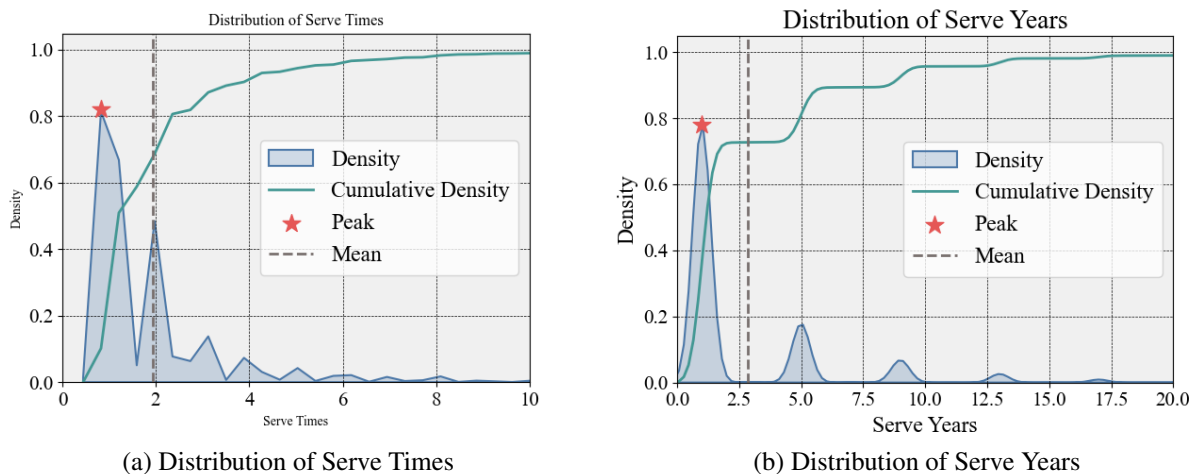 Distribution of Serve Times
1.0
0.8
0.6
0.4
0.2
0.0
Density
Density
Cumulative Density
Peak
Mean
0 2 4 6 8 10
Serve Times
(a) Distribution of Serve Times
Distribution of Serve Years
1.0
0.8
0.6
0.4
0.2
0.0
Density
Density
Cumulative Density
Peak
Mean
0.0 2.5 5.0 7.5 10.0 12.5 15.0 17.5 20.0
Serve Years
(b) Distribution of Serve Years